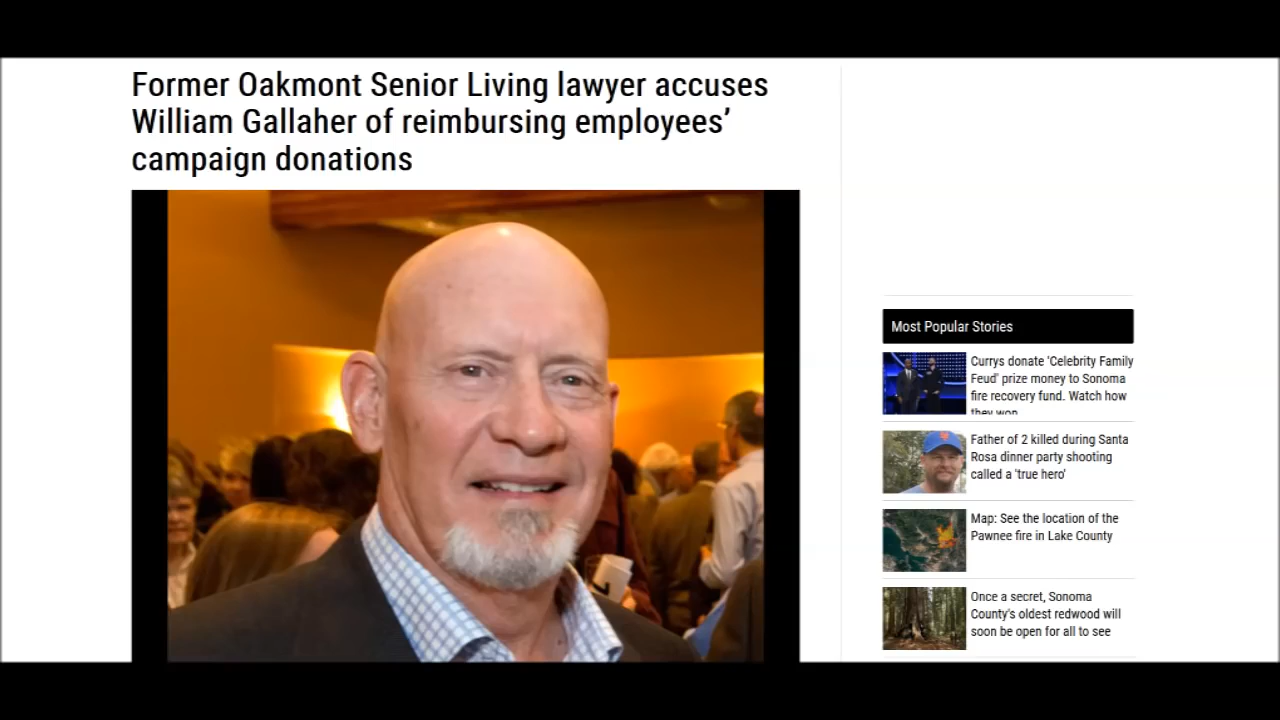 Former Oakmont Senior Living lawyer accuses
William Gallaher of reimbursing employees’
campaign donations
Most Popular Stories
Currys donate 'Celebrity Family
Feud' prize money to Sonoma
fire recovery fund. Watch how
they won
Father of 2 killed during Santa
Rosa dinner party shooting
called a 'true hero'
Map: See the location of the
Pawnee fire in Lake County
Once a secret, Sonoma
County's oldest redwood will
soon be open for all to see